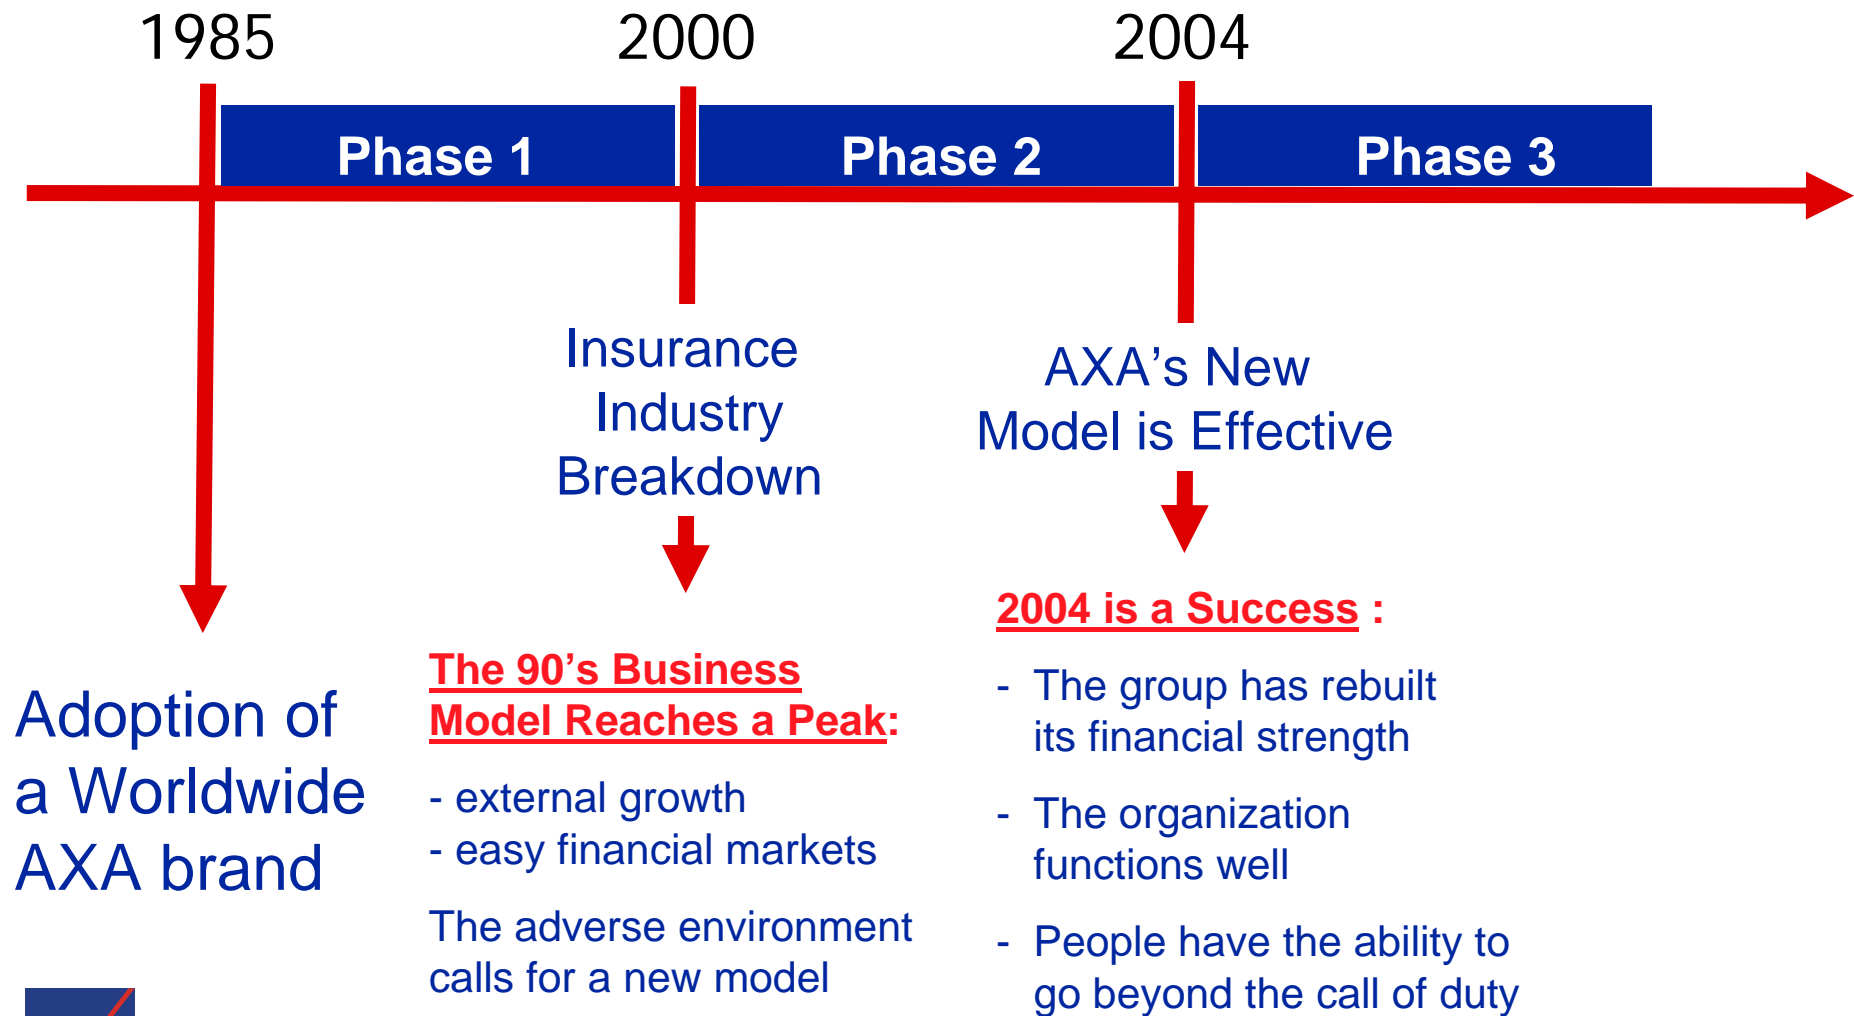 1985 2000 2004
Phase 1 Phase 2 Phase 3
Adoption of
a Worldwide
AXA brand
Insurance
Industry
Breakdown
The 90’s Business
Model Reaches a Peak:
- external growth
- easy financial markets
The adverse environment
calls for a new model
AXA’s New
Model is Effective
2004 is a Success :
- The group has rebuilt
its financial strength
- The organization
functions well
- People have the ability to
go beyond the call of duty